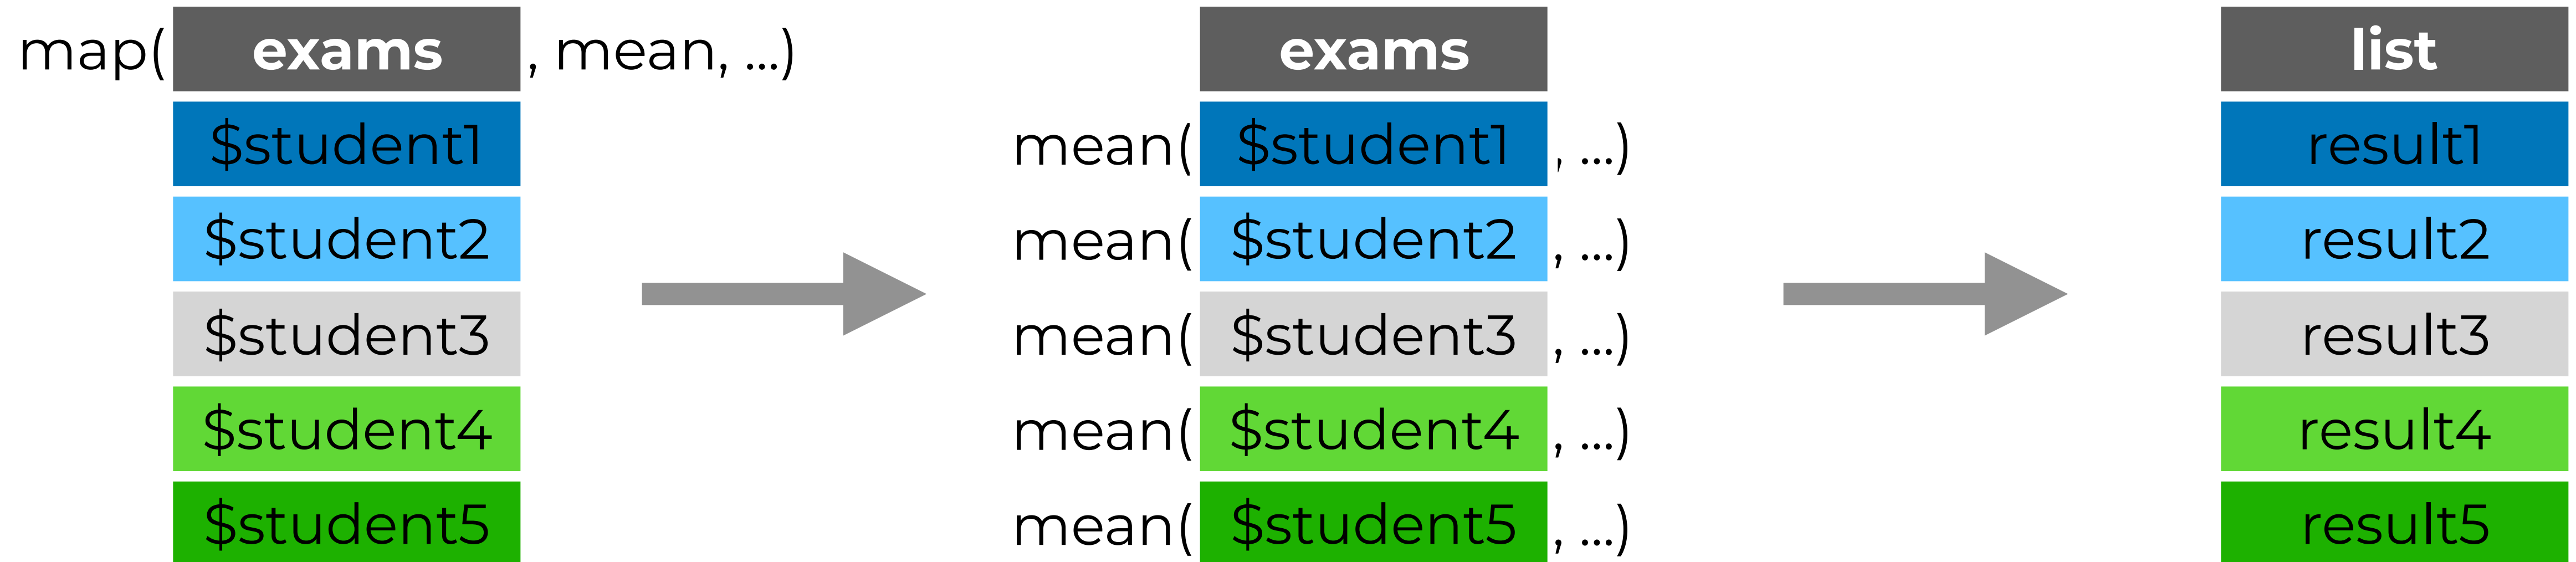 map( exams , mean, ...) exams list
$student1 mean( $student1 , ...) result1
$student2 mean( $student2 , ...) result2
$student3 mean( $student3 , ...) result3
$student4 mean( $student4 , ...) result4
$student5 mean( $student5 , ...) result5